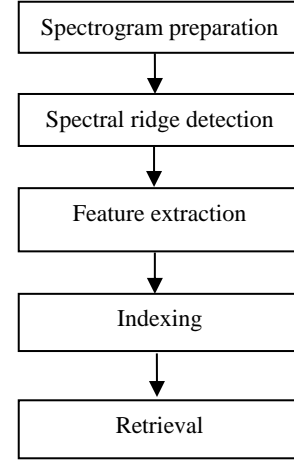 Spectrogram preparation
Spectral ridge detection
Feature extraction
Indexing
Retrieval